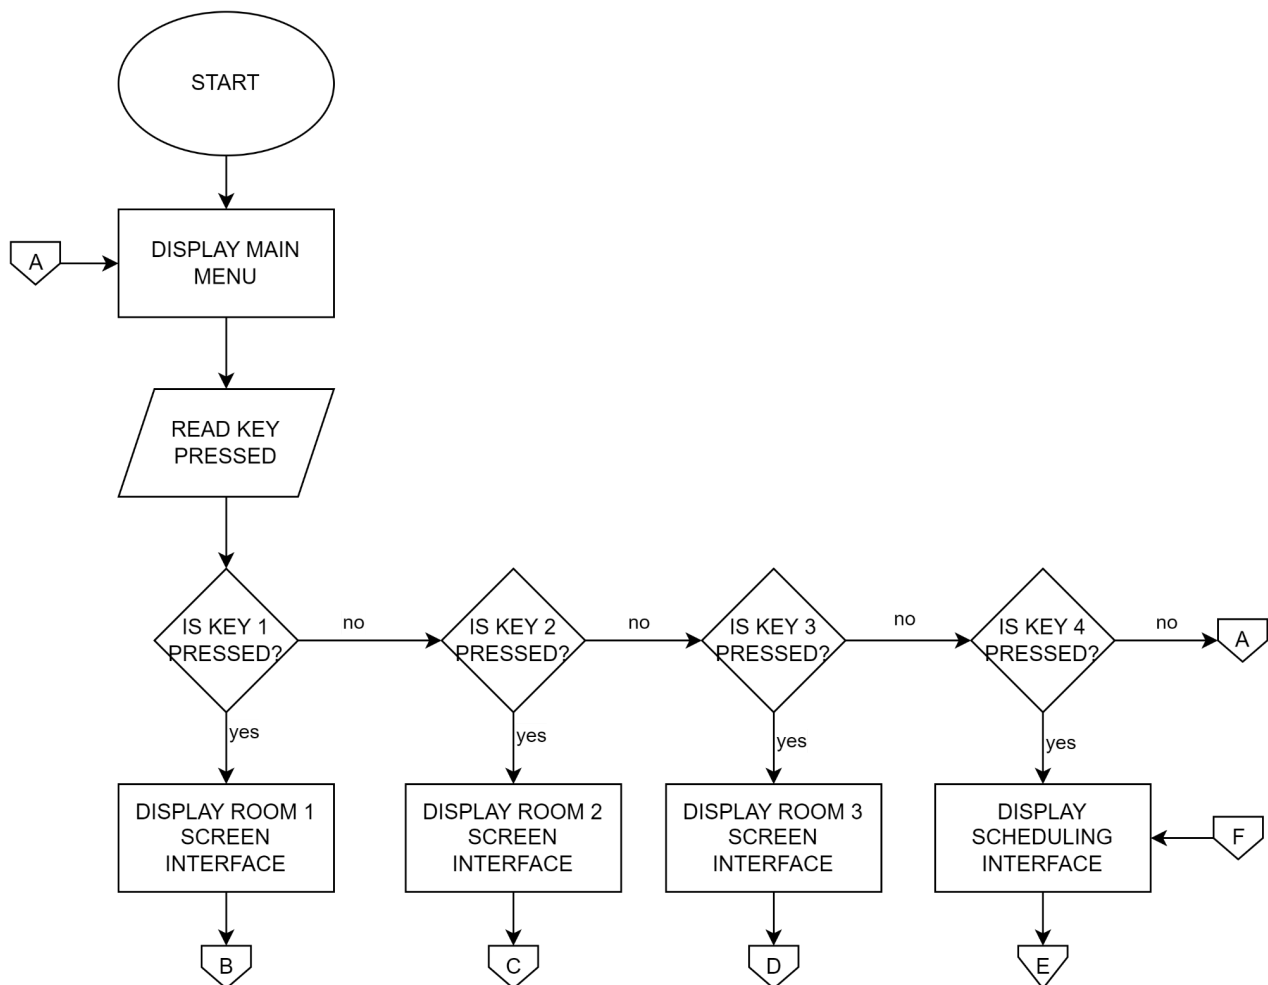 START
DISPLAY MAIN
MENU
A
READ KEY
PRESSED
IS KEY 1
PRESSED?
no
IS KEY 2
PRESSED?
no
IS KEY 3
PRESSED?
no
IS KEY 4
PRESSED?
no
A
yes
yes
yes
yes
DISPLAY ROOM 1
SCREEN
INTERFACE
DISPLAY ROOM 2
SCREEN
INTERFACE
DISPLAY ROOM 3
SCREEN
INTERFACE
DISPLAY
SCHEDULING
INTERFACE
F
B
C
D
E